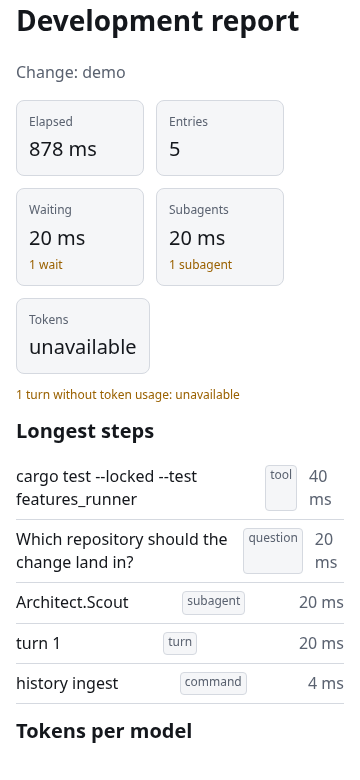 Development report
Change: demo
Elapsed
878 ms
Entries
5
Waiting
20 ms
1 wait
Subagents
20 ms
1 subagent
Tokens
unavailable
1 turn without token usage: unavailable
Longest steps
cargo test --locked --test
features_runner
tool
40
ms
Which repository should the
change land in?
question
20
ms
Architect.Scout subagent 20 ms
turn 1 turn 20 ms
history ingest command 4 ms
Tokens per model